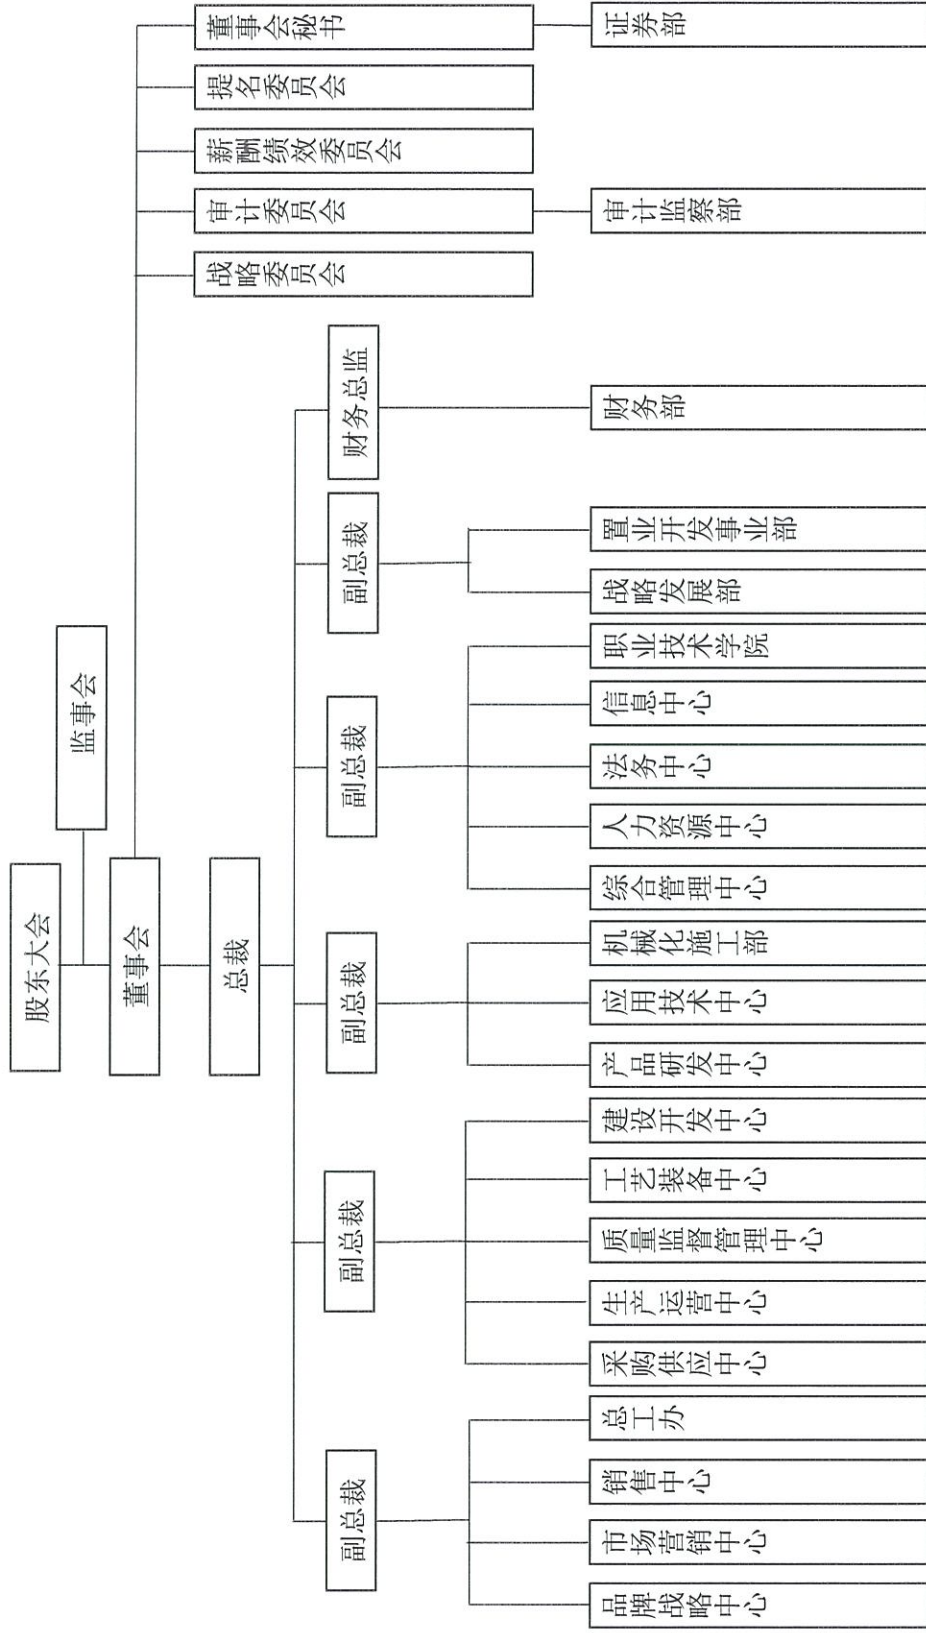 股东大会
监事会
董事会
总裁
副总裁
副总裁
副总裁
副总裁
副总裁
财务总监
战略委员会
审计委员会
薪酬绩效委员会
提名委员会
董事会秘书
品牌战略中心
市场营销中心
销售中心
总工办
采购供应中心
生产运营中心
质量监督管理中心
工艺装备中心
建设开发中心
产品研发中心
应用技术中心
机械化施工部
综合管理中心
人力资源中心
法务中心
信息中心
职业技术学院
战略发展部
置业开发事业部
财务部
审计监察部
证券部